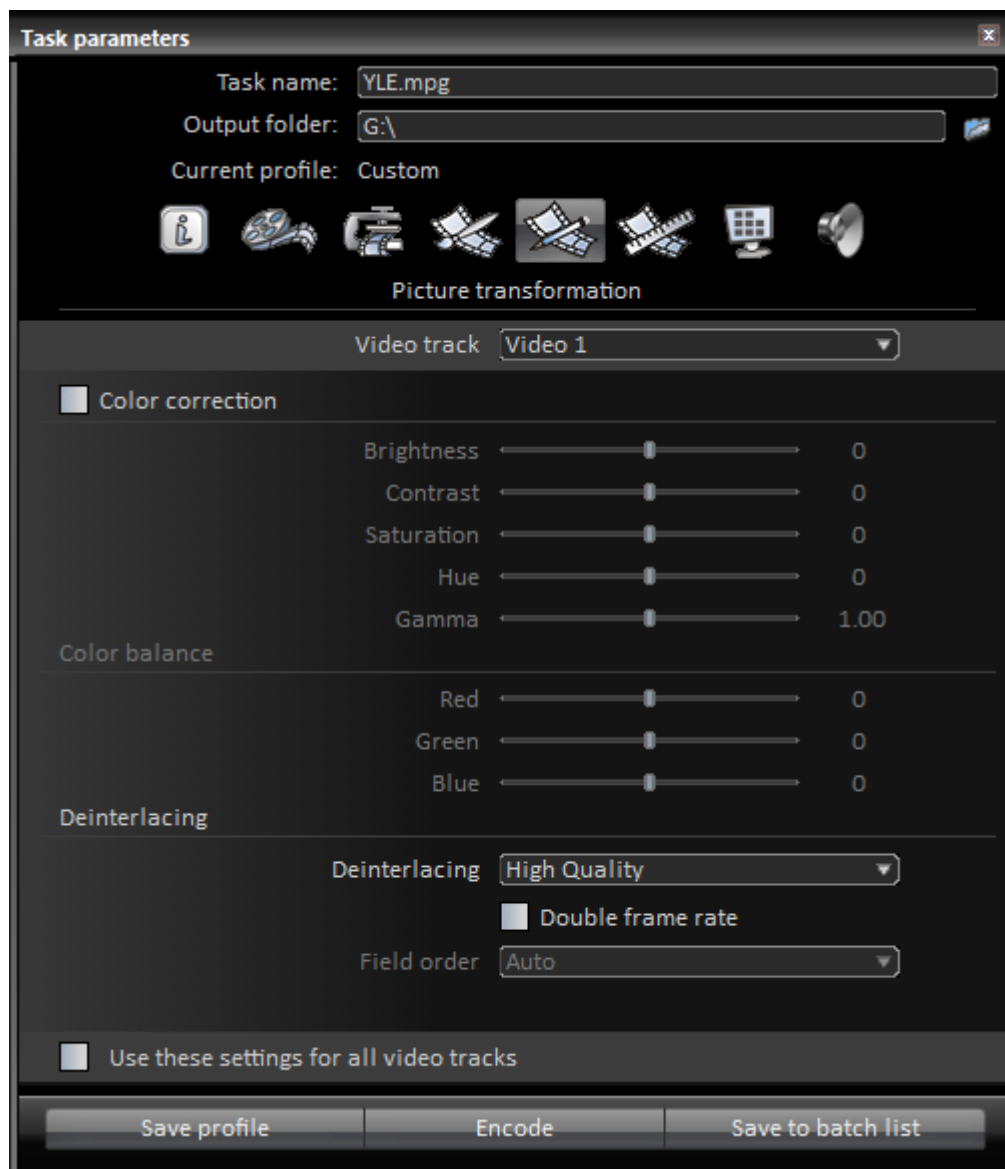 Task parameters
Task name: YLE.mpg
Output folder: G:\
Current profile: Custom
Picture transformation
Video track Video 1
Color correction
Brightness 0
Contrast 0
Saturation 0
Hue 0
Gamma 1.00
Color balance
Red 0
Green 0
Blue 0
Deinterlacing
Deinterlacing High Quality
Double frame rate
Field order Auto
Use these settings for all video tracks
Save profile Encode Save to batch list